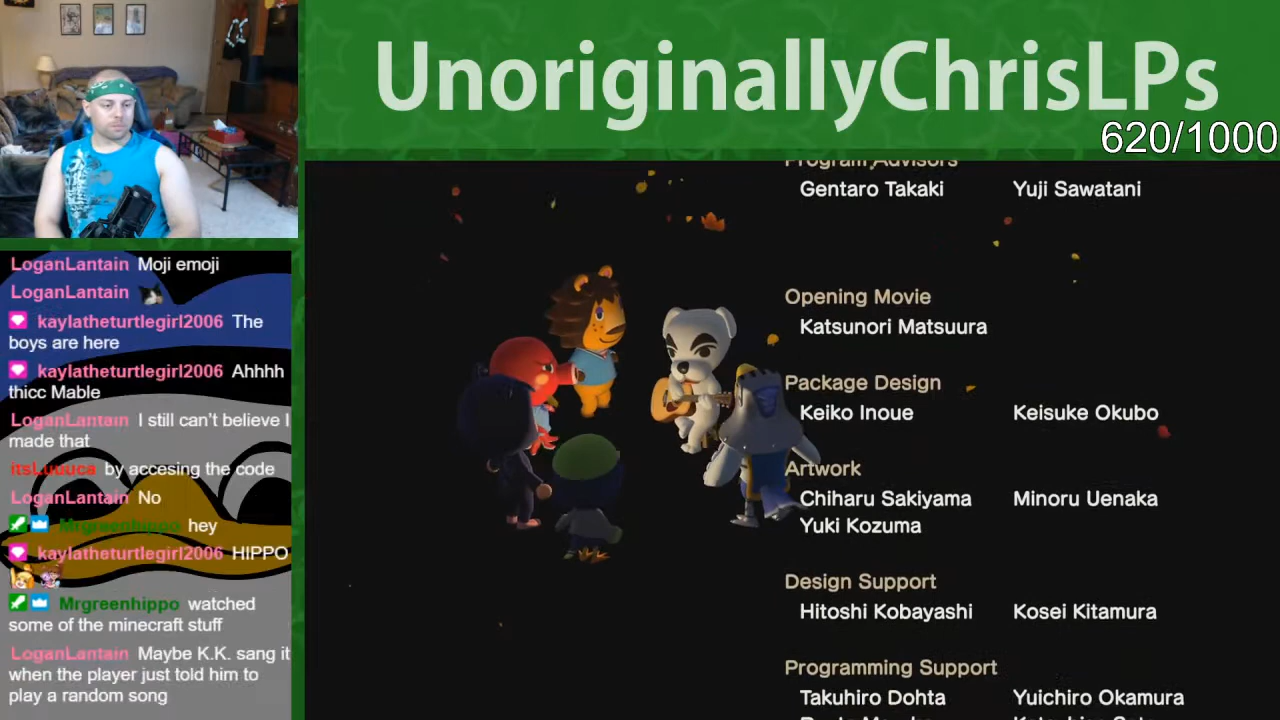 UnoriginallyChrisLPs
620/1000
LoganLantain Moji emoji
LoganLantain
kaylatheturtlegirl2006 The
boys are here
kaylatheturtlegirl2006 Ahhhh
thicc Mable
LoganLantain I still can't believe I
made that
itsLuuuca by accesing the code
LoganLantain No
Mrgreenhippo hey
kaylatheturtlegirl2006 HIPPO
Mrgreenhippo watched
some of the minecraft stuff
LoganLantain Maybe K.K. sang it
when the player just told him to
play a random song
Program Advisors
Gentaro Takaki Yuji Sawatani
Opening Movie
Katsunori Matsuura
Package Design
Keiko Inoue Keisuke Okubo
Artwork
Chiharu Sakiyama Minoru Uenaka
Yuki Kozuma
Design Support
Hitoshi Kobayashi Kosei Kitamura
Programming Support
Takuhiro Dohta Yuichiro Okamura